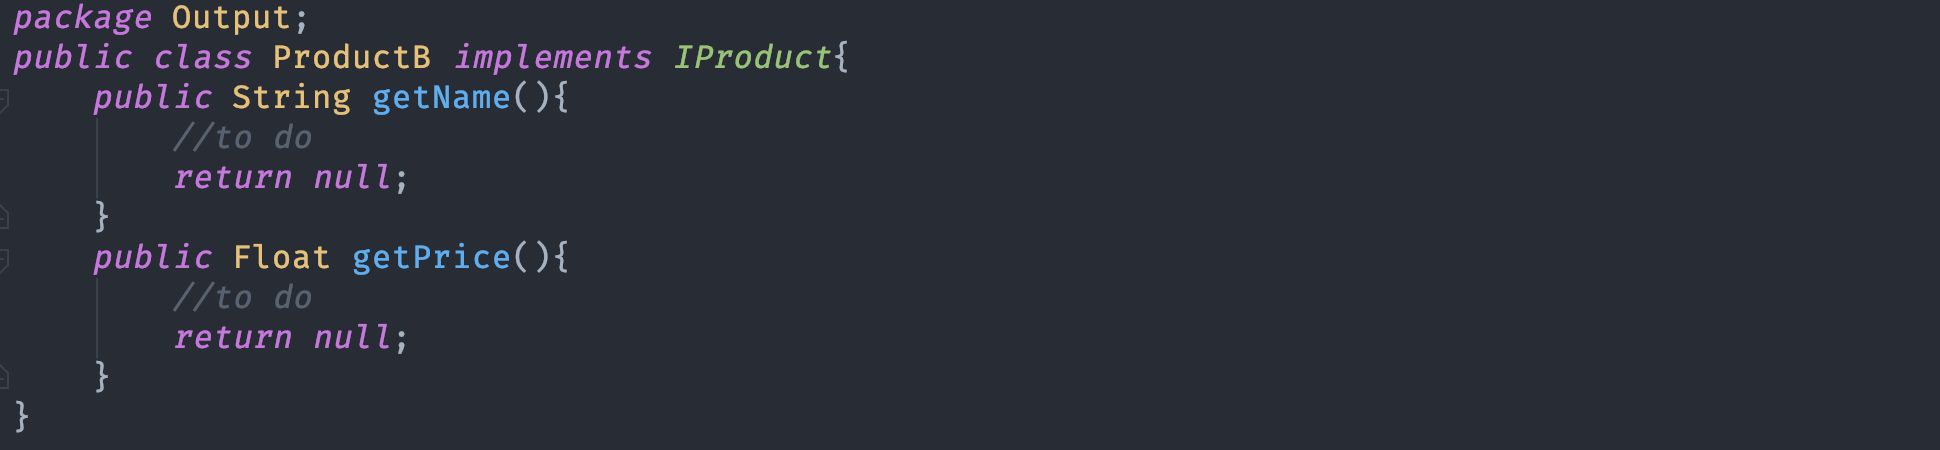 package Output;
public class ProductB implements IProduct{
    public String getName(){
        //to do
        return null;
    }
    public Float getPrice(){
        //to do
        return null;
    }
}